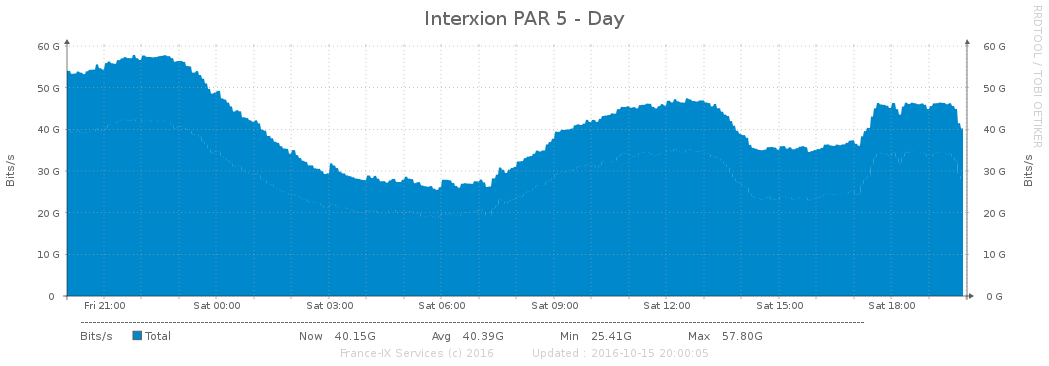 Interxion PAR 5 - Day
RRDTOOL / TOBI OETIKER
Bits/s
60 G
50 G
40 G
30 G
20 G
10 G
0
60 G
50 G
40 G
30 G
20 G
10 G
0 G
Bits/s
Fri 21:00 Sat 00:00 Sat 03:00 Sat 06:00 Sat 09:00 Sat 12:00 Sat 15:00 Sat 18:00
Bits/s Total Now 40.15G Avg 40.39G Min 25.41G Max 57.80G
France-IX Services (c) 2016 Updated : 2016-10-15 20:00:05